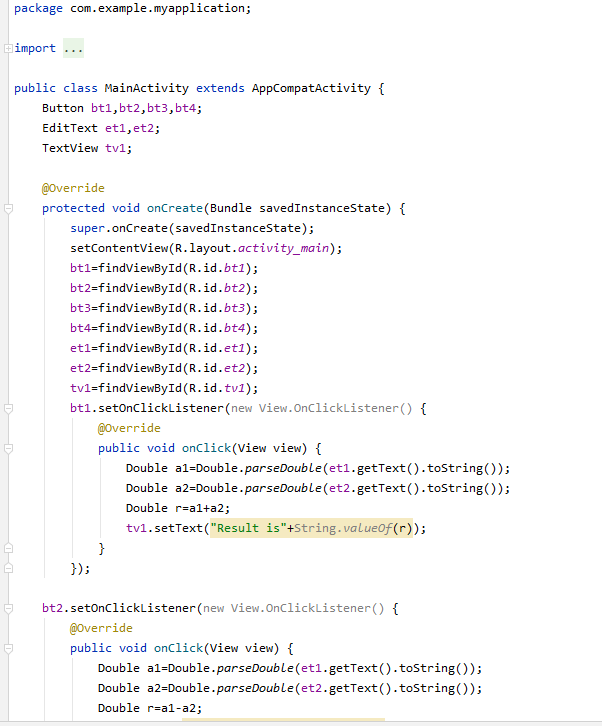 package com.example.myapplication;
import ...
public class MainActivity extends AppCompatActivity {
Button bt1,bt2,bt3,bt4;
EditText et1,et2;
TextView tv1;
@Override
protected void onCreate(Bundle savedInstanceState) {
super.onCreate(savedInstanceState);
setContentView(R.layout.activity_main);
bt1=findViewById(R.id.bt1);
bt2=findViewById(R.id.bt2);
bt3=findViewById(R.id.bt3);
bt4=findViewById(R.id.bt4);
et1=findViewById(R.id.et1);
et2=findViewById(R.id.et2);
tv1=findViewById(R.id.tv1);
bt1.setOnClickListener(new View.OnClickListener() {
@Override
public void onClick(View view) {
Double a1=Double.parseDouble(et1.getText().toString());
Double a2=Double.parseDouble(et2.getText().toString());
Double r=a1+a2;
tv1.setText("Result is"+String.valueOf(r));
}
});
bt2.setOnClickListener(new View.OnClickListener() {
@Override
public void onClick(View view) {
Double a1=Double.parseDouble(et1.getText().toString());
Double a2=Double.parseDouble(et2.getText().toString());
Double r=a1-a2;